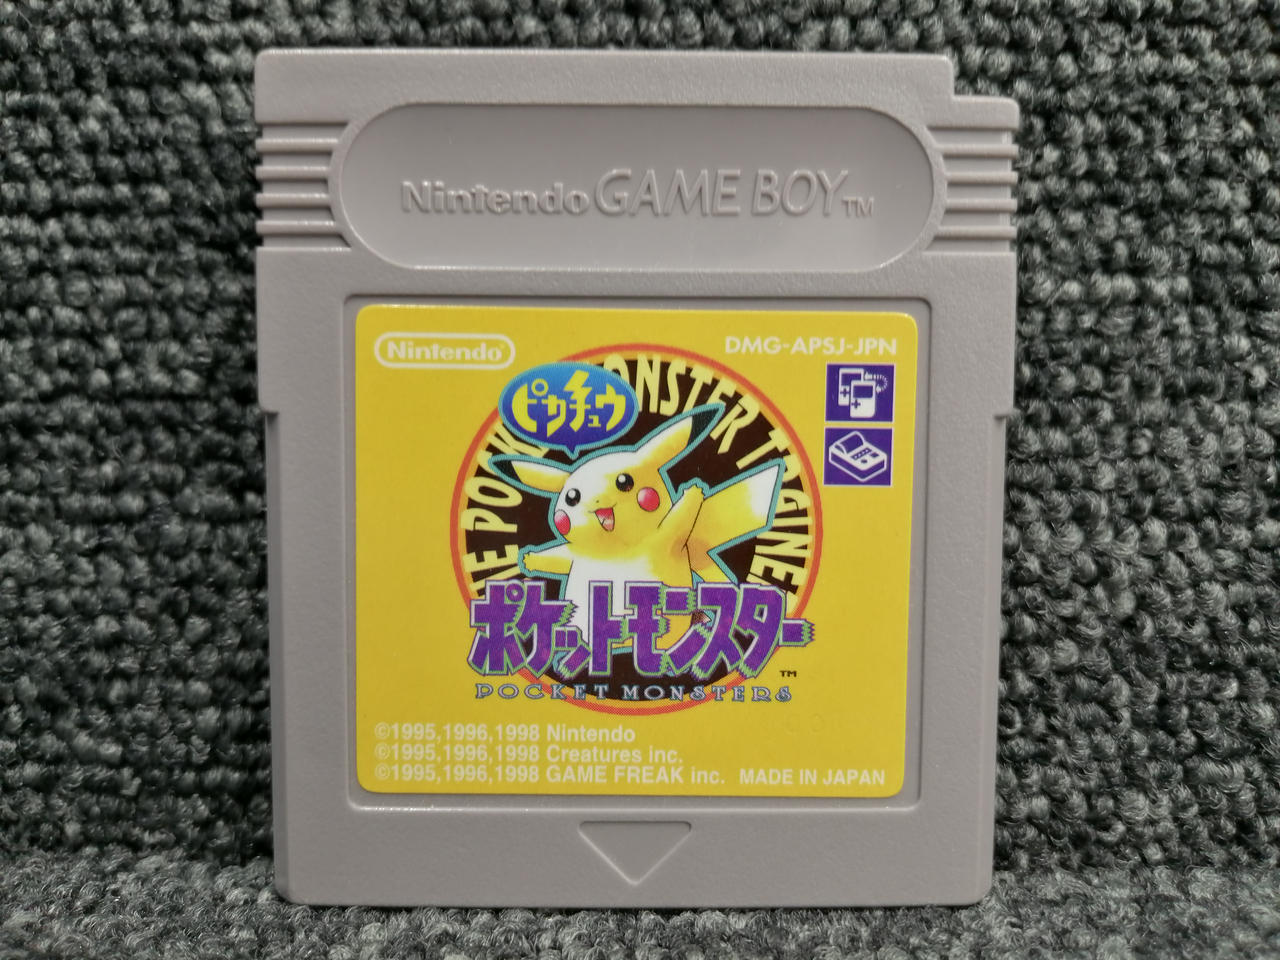 Nintendo GAME BOY™
Nintendo
DMG-APSJ-JPN
ピカチュウ
MONSTER TRAINER
ポケットモンスター
™
POCKET MONSTERS
©1995,1996,1998 Nintendo
©1995,1996,1998 Creatures inc.
©1995,1996,1998 GAME FREAK inc. MADE IN JAPAN